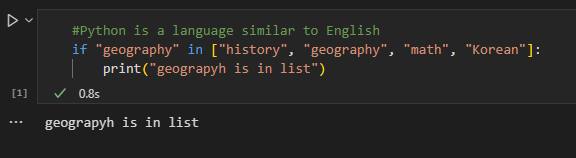 #Python is a language similar to English
if "geography" in ["history", "geography", "math", "Korean"]:
    print("geograpyh is in list")
[1]
0.8s
geograpyh is in list